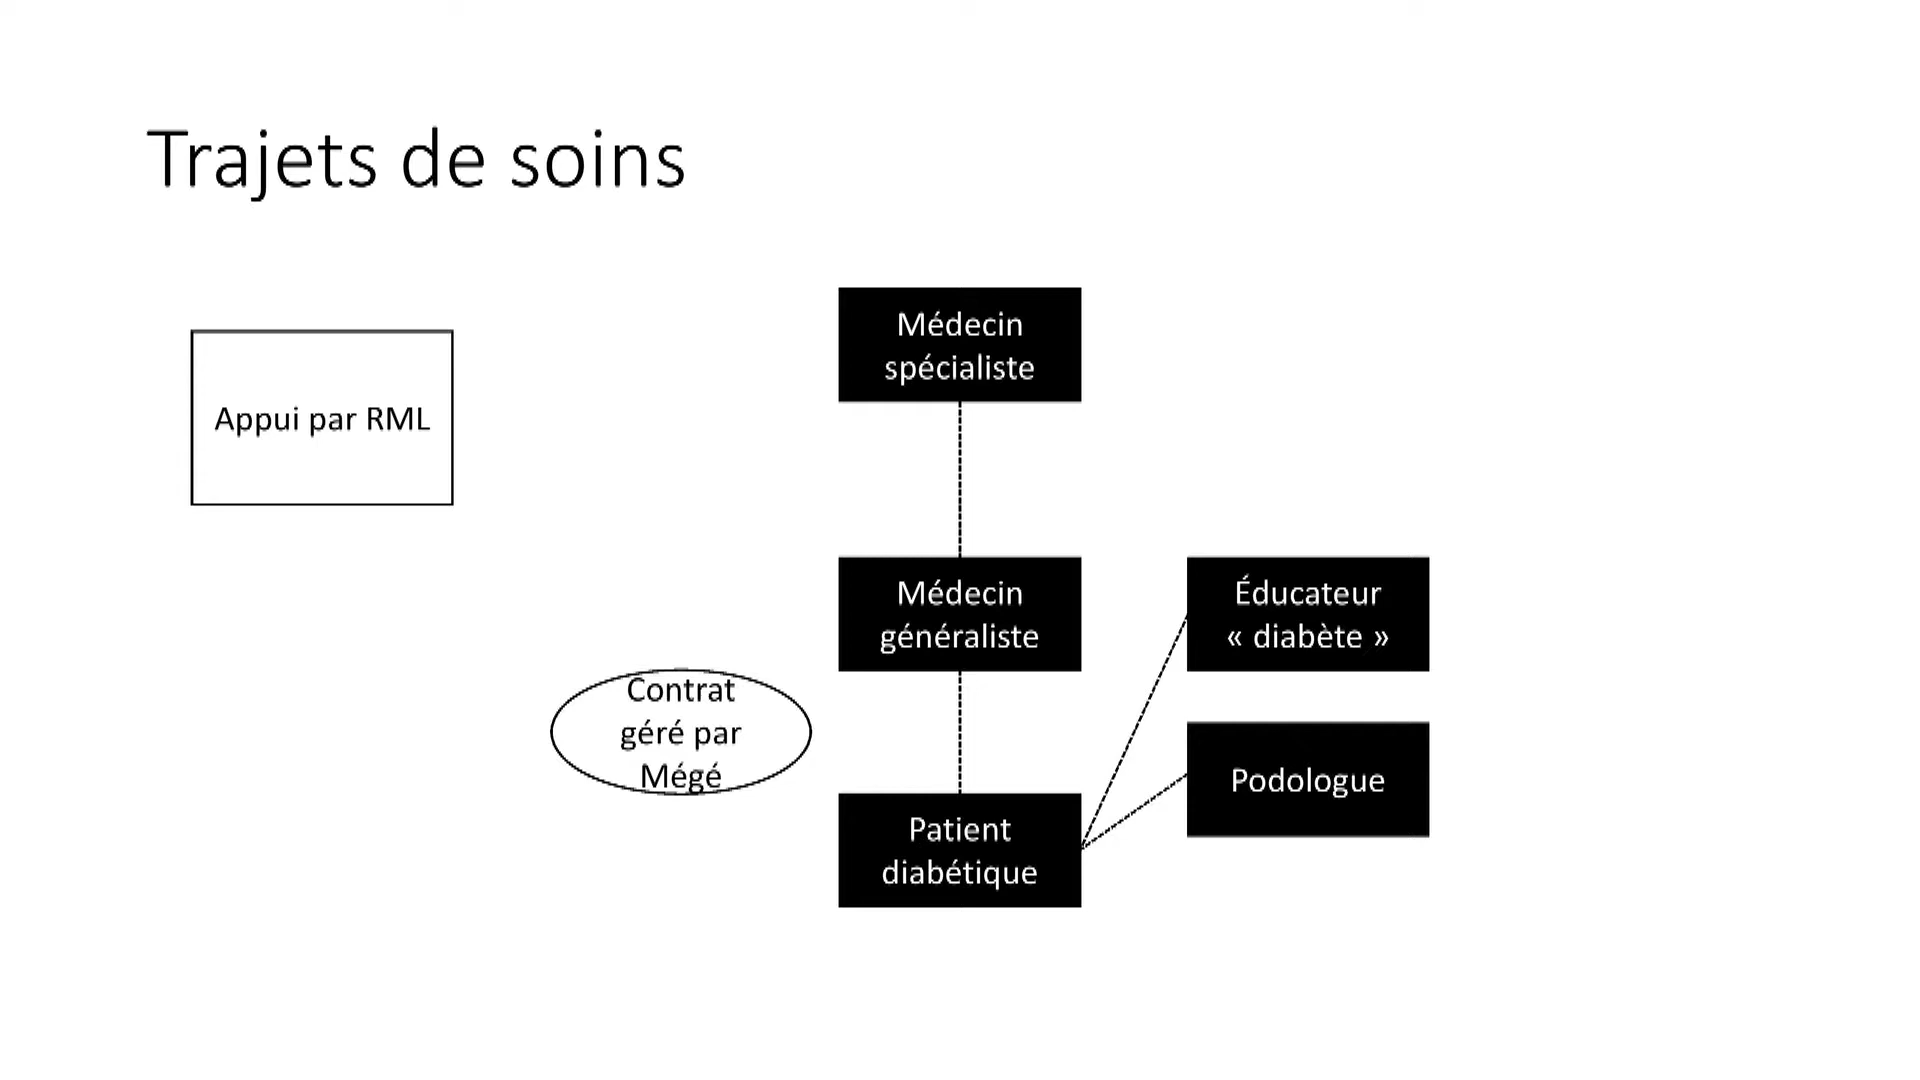 Trajets de soins
Médecin
spécialiste
Appui par RML
Médecin
généraliste
Éducateur
« diabète »
Contrat
géré par
Mégé
Podologue
Patient
diabétique